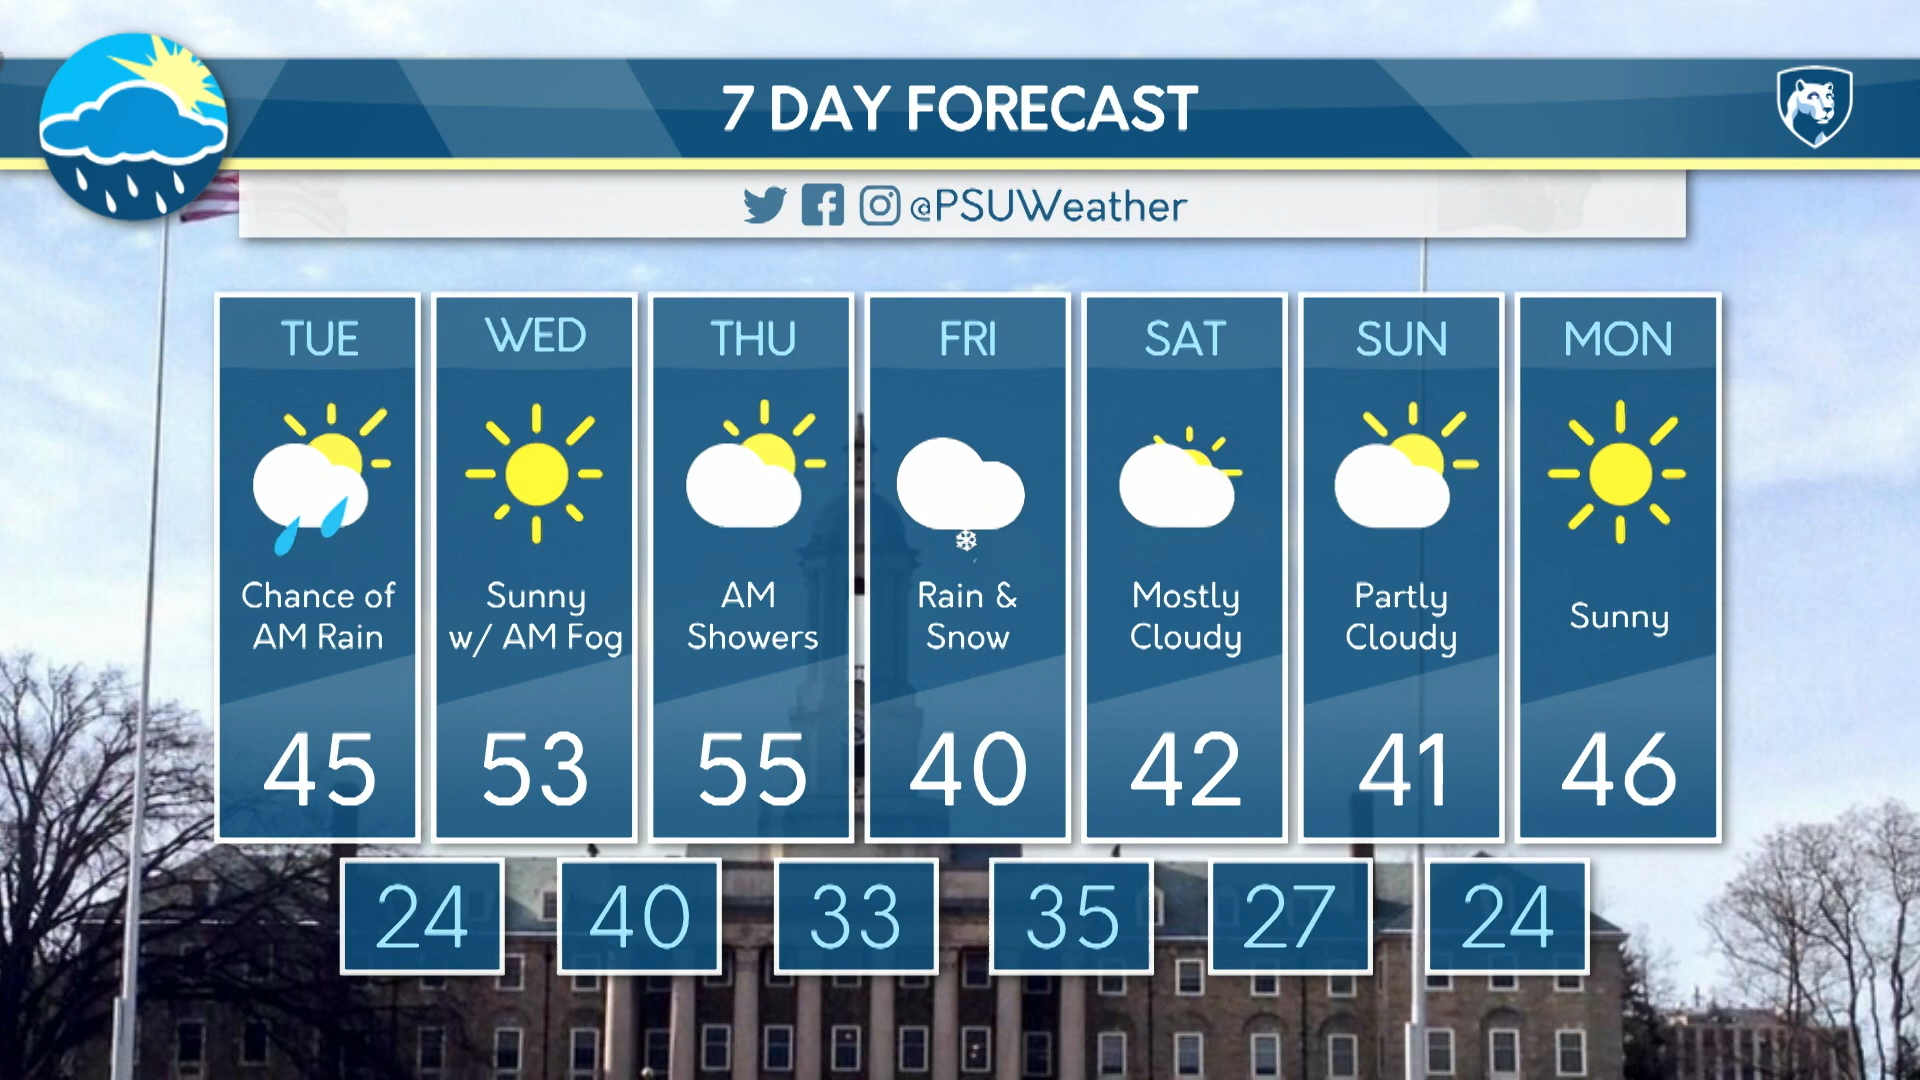 7 DAY FORECAST
@PSUWeather
TUE
Chance of
AM Rain
45
WED
Sunny
w/ AM Fog
53
THU
AM
Showers
55
FRI
Rain &
Snow
40
SAT
Mostly
Cloudy
42
SUN
Partly
Cloudy
41
MON
Sunny
46
24
40
33
35
27
24